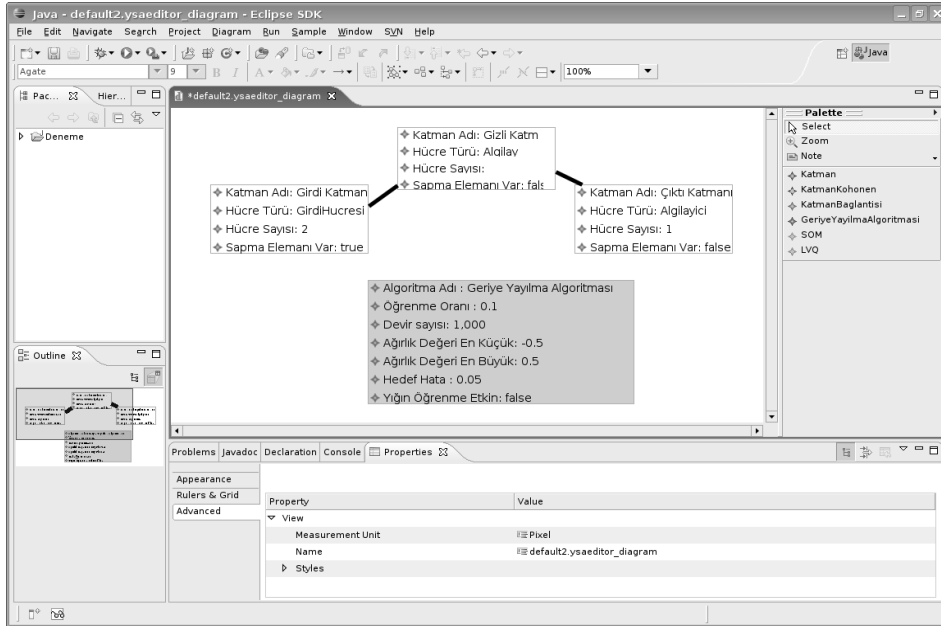 Java - default2.ysaeditor_diagram - Eclipse SDK
File Edit Navigate Search Project Diagram Run Sample Window SVN Help
Java
Agate 9 B I A 100%
Pac... Hier...
Deneme
*default2.ysaeditor_diagram
Katman Adı: Gizli Katm
Hücre Türü: Algilay
Hücre Sayısı:
Sapma Elemanı Var: fals
Katman Adı: Girdi Katman
Hücre Türü: GirdiHucresi
Hücre Sayısı: 2
Sapma Elemanı Var: true
Katman Adı: Çıktı Katmanı
Hücre Türü: Algilayici
Hücre Sayısı: 1
Sapma Elemanı Var: false
Algoritma Adı : Geriye Yayılma Algoritması
Öğrenme Oranı : 0.1
Devir sayısı: 1,000
Ağırlık Değeri En Küçük: -0.5
Ağırlık Değeri En Büyük: 0.5
Hedef Hata : 0.05
Yığın Öğrenme Etkin: false
Palette
Select
Zoom
Note
Katman
KatmanKohonen
KatmanBaglantisi
GeriyeYayilmaAlgoritmasi
SOM
LVQ
Outline
Problems Javadoc Declaration Console Properties
Appearance
Rulers & Grid
Advanced
Property Value
View
Measurement Unit Pixel
Name default2.ysaeditor_diagram
Styles